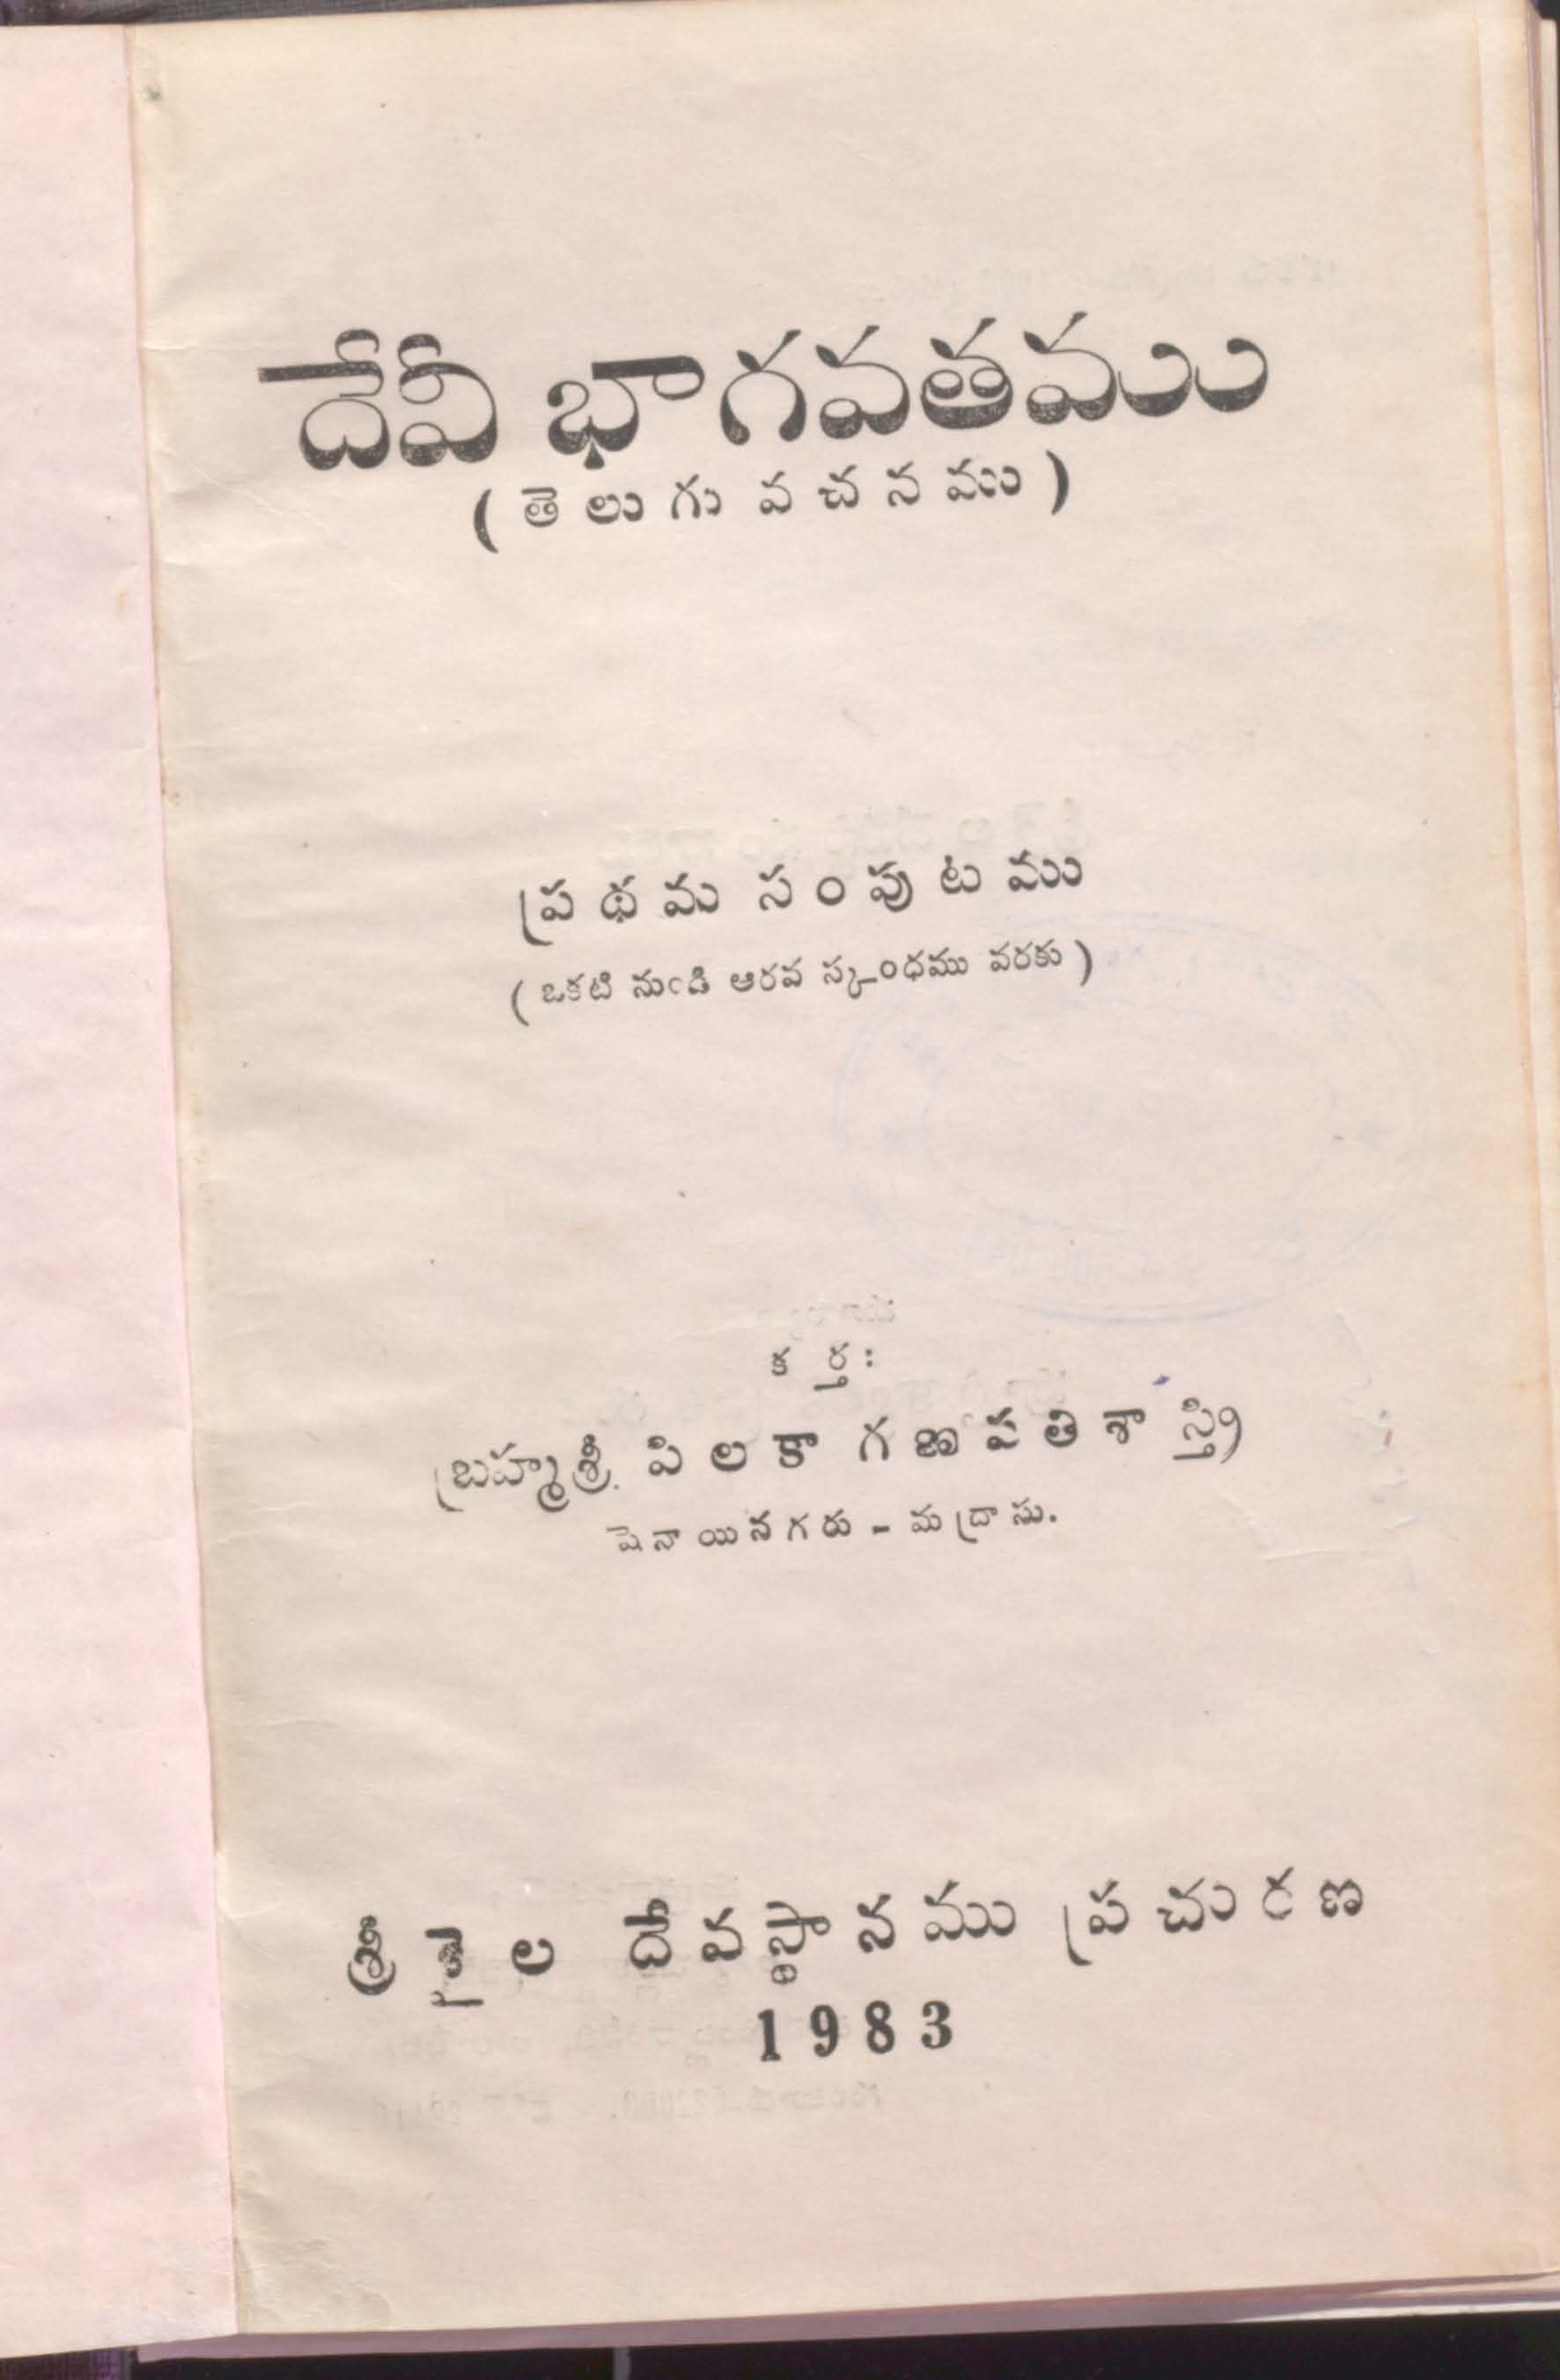 దేవీ భాగవతము
( తెలుగు వచనము )
ప్రథమ సంపుటము
( ఒకటి నుఁడి ఆరవ స్కంధము వరకు )
కర్త :
బ్రహ్మశ్రీ పిలకా గణపతిశాస్త్రి
షెనాయినగరు - మద్రాసు.
శ్రీశైల దేవస్థానము ప్రచురణ
1983